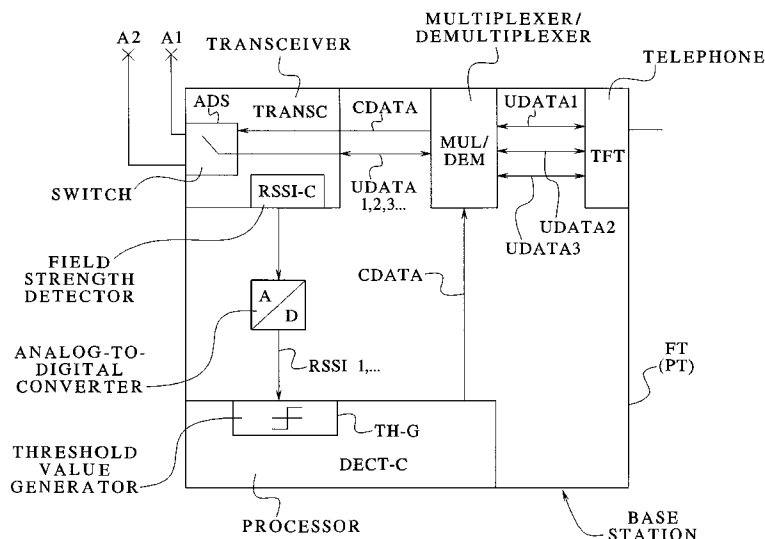 MULTIPLEXER/
DEMULTIPLEXER
A2
A1
TRANSCEIVER
TELEPHONE
ADS
TRANSC
CDATA
UDATA1
MUL/
DEM
TFT
SWITCH
RSSI-C
UDATA
1,2,3...
UDATA2
UDATA3
FIELD
STRENGTH
DETECTOR
CDATA
A
D
ANALOG-TO-
DIGITAL
CONVERTER
RSSI 1,...
FT
(PT)
TH-G
THRESHOLD
VALUE
GENERATOR
DECT-C
PROCESSOR
BASE
STATION